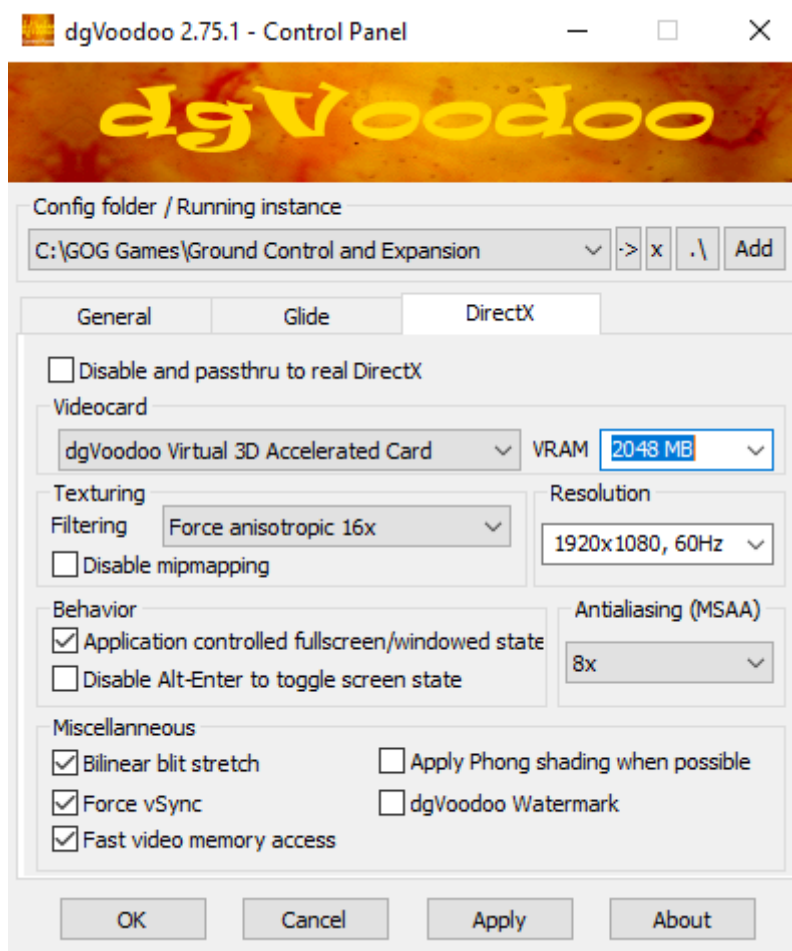 dgVoodoo 2.75.1 - Control Panel
dgVoodoo
Config folder / Running instance
C:\GOG Games\Ground Control and Expansion -> x .\ Add
General Glide DirectX
Disable and passthru to real DirectX
Videocard
dgVoodoo Virtual 3D Accelerated Card VRAM 2048 MB
Texturing Resolution
Filtering Force anisotropic 16x 1920x1080, 60Hz
Disable mipmapping
Behavior Antialiasing (MSAA)
Application controlled fullscreen/windowed state 8x
Disable Alt-Enter to toggle screen state
Miscellaneous
Bilinear blit stretch Apply Phong shading when possible
Force vSync dgVoodoo Watermark
Fast video memory access
OK Cancel Apply About